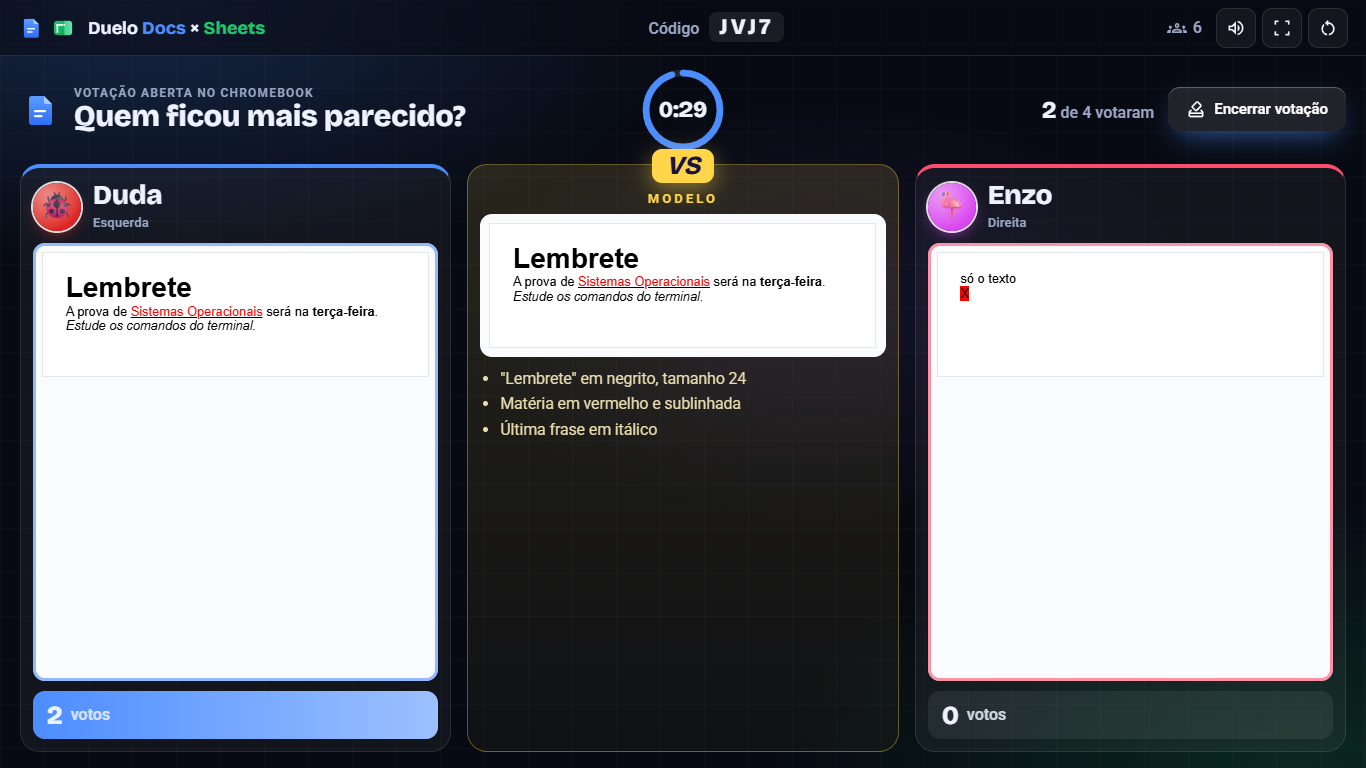 Duelo Docs × Sheets
Código JVJ7
6
VOTAÇÃO ABERTA NO CHROMEBOOK
Quem ficou mais parecido?
0:29
2 de 4 votaram
Encerrar votação
Duda
Esquerda
Lembrete
A prova de Sistemas Operacionais será na terça-feira.
Estude os comandos do terminal.
2 votos
VS
MODELO
Lembrete
A prova de Sistemas Operacionais será na terça-feira.
Estude os comandos do terminal.
• "Lembrete" em negrito, tamanho 24
• Matéria em vermelho e sublinhada
• Última frase em itálico
Enzo
Direita
só o texto
X
0 votos